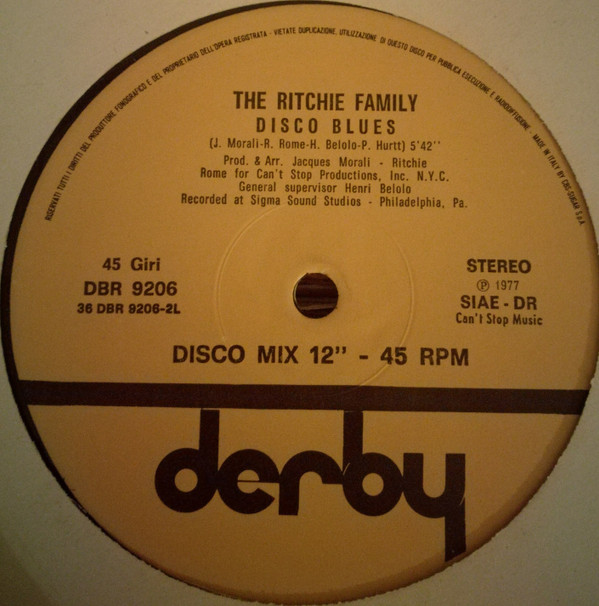 RISERVATI TUTTI I DIRITTI DEL PRODUTTORE FONOGRAFICO E DEL PROPRIETARIO DELL'OPERA REGISTRATA - VIETATE DUPLICAZIONE, UTILIZZAZIONE DI QUESTO DISCO PER PUBBLICA ESECUZIONE E RADIODIFFUSIONE. - MADE IN ITALY BY CBS-SUGAR S.p.A.
THE RITCHIE FAMILY
DISCO BLUES
(J. Morali-R. Rome-H. Belolo-P. Hurtt) 5'42''
Prod. & Arr. Jacques Morali - Ritchie
Rome for Can't Stop Productions, Inc. N.Y.C.
General supervisor Henri Belolo
Recorded at Sigma Sound Studios - Philadelphia, Pa.
45 Giri
DBR 9206
36 DBR 9206-2L
STEREO
Ⓟ 1977
SIAE - DR
Can't Stop Music
DISCO MIX 12'' - 45 RPM
derby